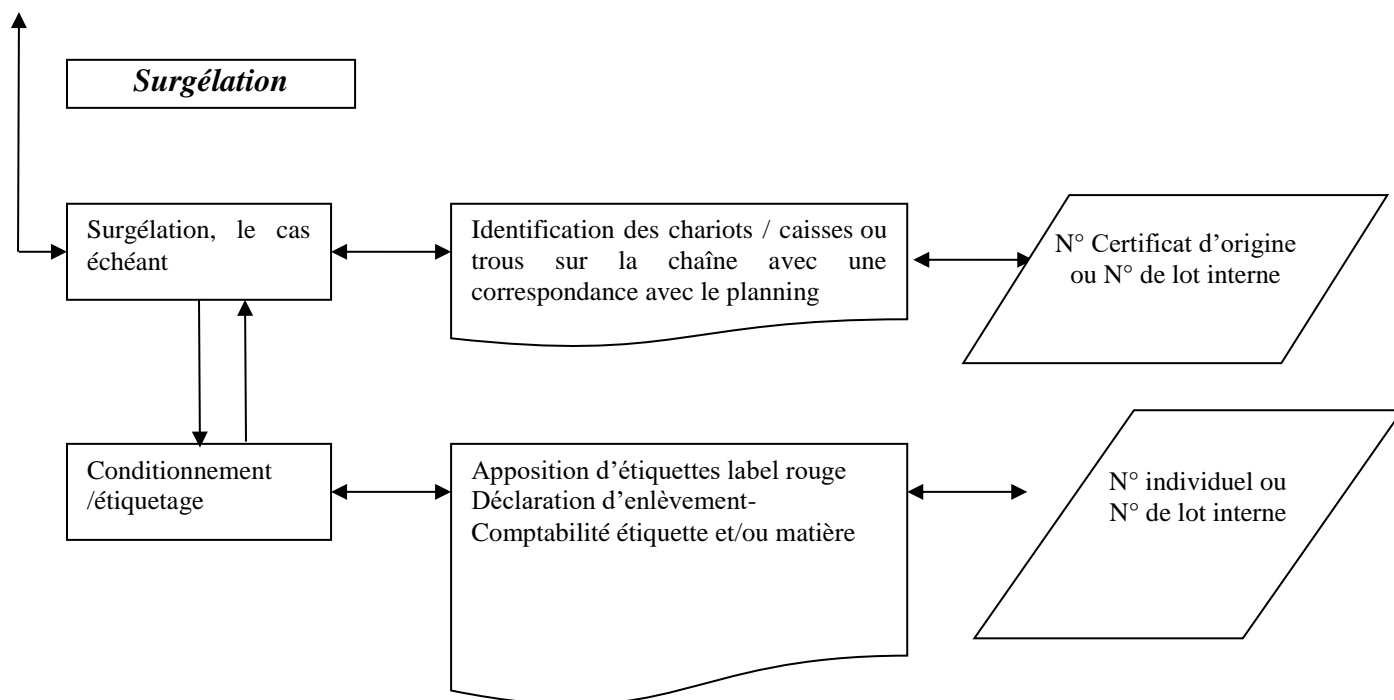 Surgélation
Surgélation, le cas
échéant
Identification des chariots / caisses ou
trous sur la chaîne avec une
correspondance avec le planning
N° Certificat d’origine
ou N° de lot interne
Conditionnement
/étiquetage
Apposition d’étiquettes label rouge
Déclaration d’enlèvement-
Comptabilité étiquette et/ou matière
N° individuel ou
N° de lot interne